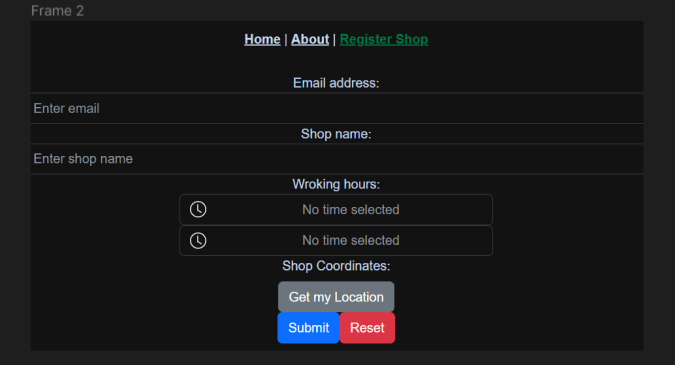 Frame 2
Home | About | Register Shop
Email address:
Enter email
Shop name:
Enter shop name
Wroking hours:
No time selected
No time selected
Shop Coordinates:
Get my Location
Submit Reset